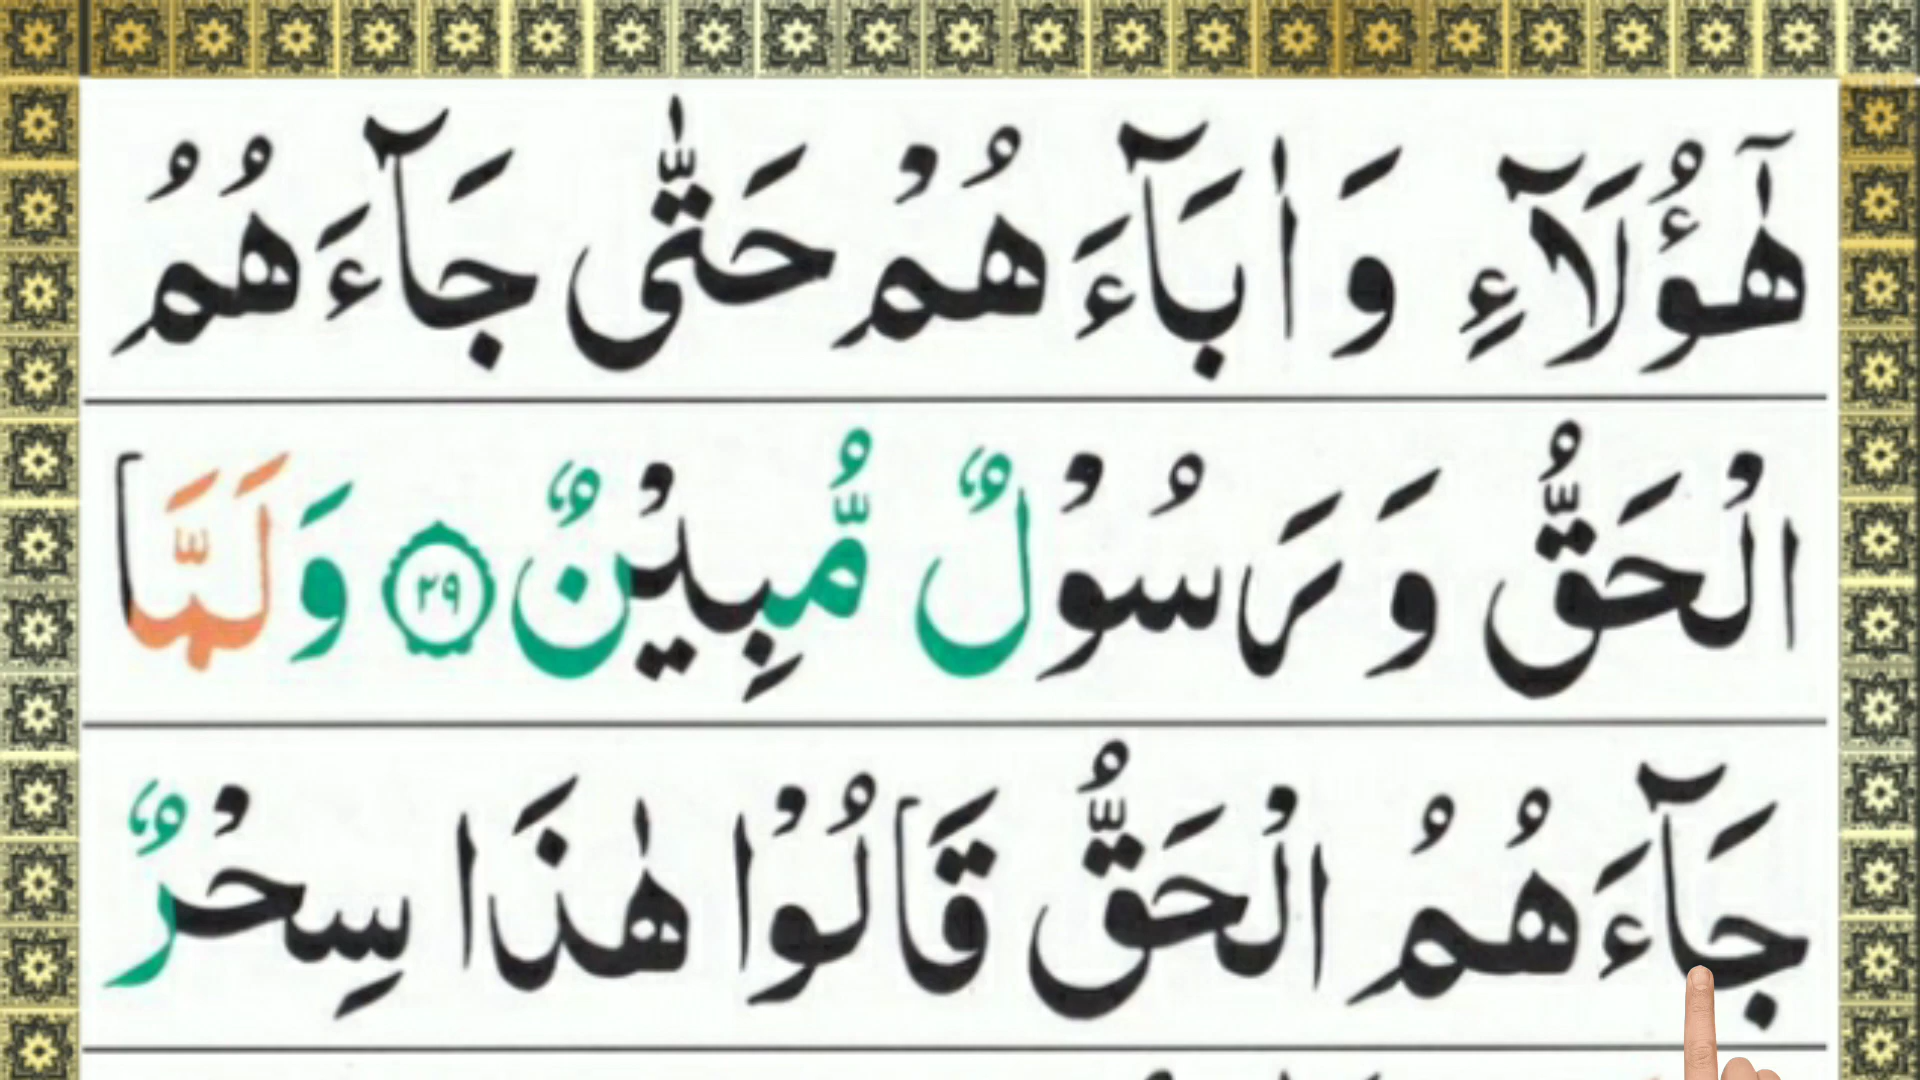 هٰٓؤُلَآءِ وَاٰبَآءَهُمْ حَتّٰى جَآءَهُمُ
الْحَقُّ وَرَسُوْلٌ مُّبِيْنٌ ٢٩ وَلَمَّا
جَآءَهُمُ الْحَقُّ قَالُوْا هٰذَا سِحْرٌ